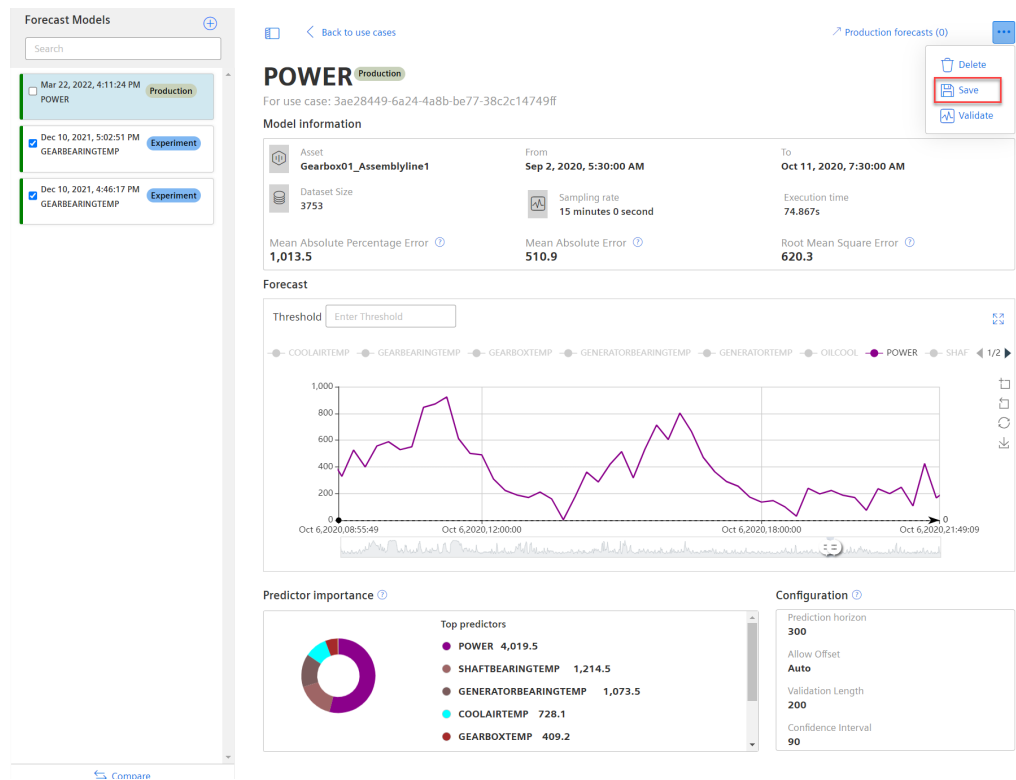 Forecast Models
Search
Mar 22, 2022, 4:11:24 PM
POWER
Production
Dec 10, 2021, 5:02:51 PM
GEARBEARINGTEMP
Experiment
Dec 10, 2021, 4:46:17 PM
GEARBEARINGTEMP
Experiment
Compare
Back to use cases
Production forecasts (0)
Delete
Save
Validate
POWER Production
For use case: 3ae28449-6a24-4a8b-be77-38c2c14749ff
Model information
Asset
Gearbox01_Assemblyline1
From
Sep 2, 2020, 5:30:00 AM
To
Oct 11, 2020, 7:30:00 AM
Dataset Size
3753
Sampling rate
15 minutes 0 second
Execution time
74.867s
Mean Absolute Percentage Error
1,013.5
Mean Absolute Error
510.9
Root Mean Square Error
620.3
Forecast
Threshold Enter Threshold
COOLAIRTEMP GEARBEARINGTEMP GEARBOXTEMP GENERATORBEARINGTEMP GENERATORTEMP OILCOOL POWER SHAF 1/2
1,000
800
600
400
200
0 0
Oct 6,2020,08:55:49 Oct 6,2020,12:00:00 Oct 6,2020,18:00:00 Oct 6,2020,21:49:09
Predictor importance
Top predictors
POWER 4,019.5
SHAFTBEARINGTEMP 1,214.5
GENERATORBEARINGTEMP 1,073.5
COOLAIRTEMP 728.1
GEARBOXTEMP 409.2
Configuration
Prediction horizon
300
Allow Offset
Auto
Validation Length
200
Confidence Interval
90